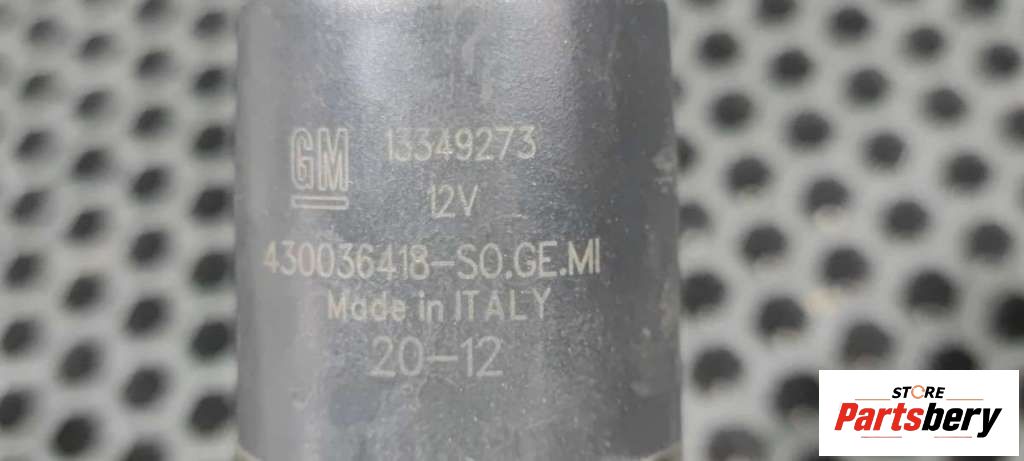 GM 13349273
12V
430036418-SO.GE.MI
Made in ITALY
20-12
STORE
Partsbery